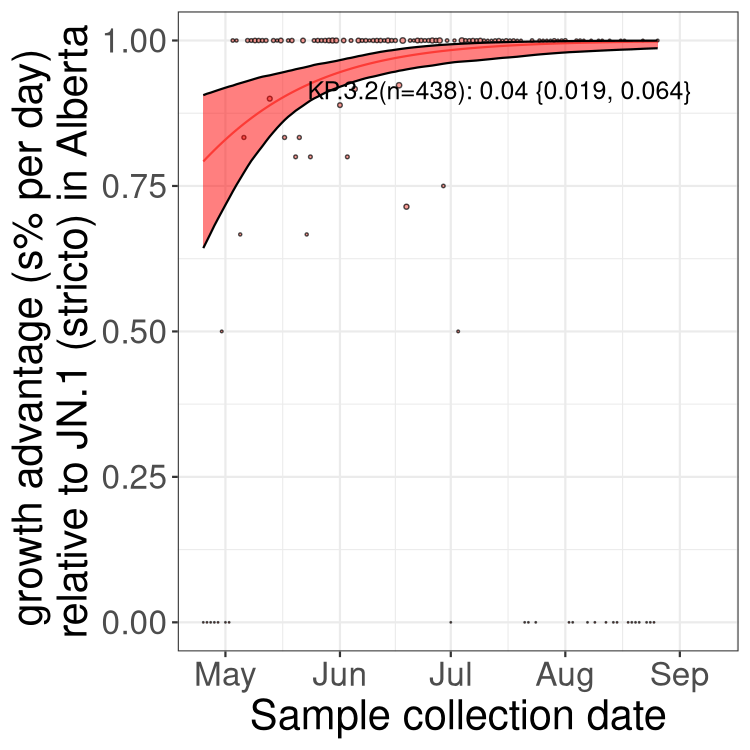 growth advantage (s% per day)
relative to JN.1 (stricto) in Alberta
1.00
0.75
0.50
0.25
0.00
KP.3.2(n=438): 0.04 {0.019, 0.064}
May Jun Jul Aug Sep
Sample collection date